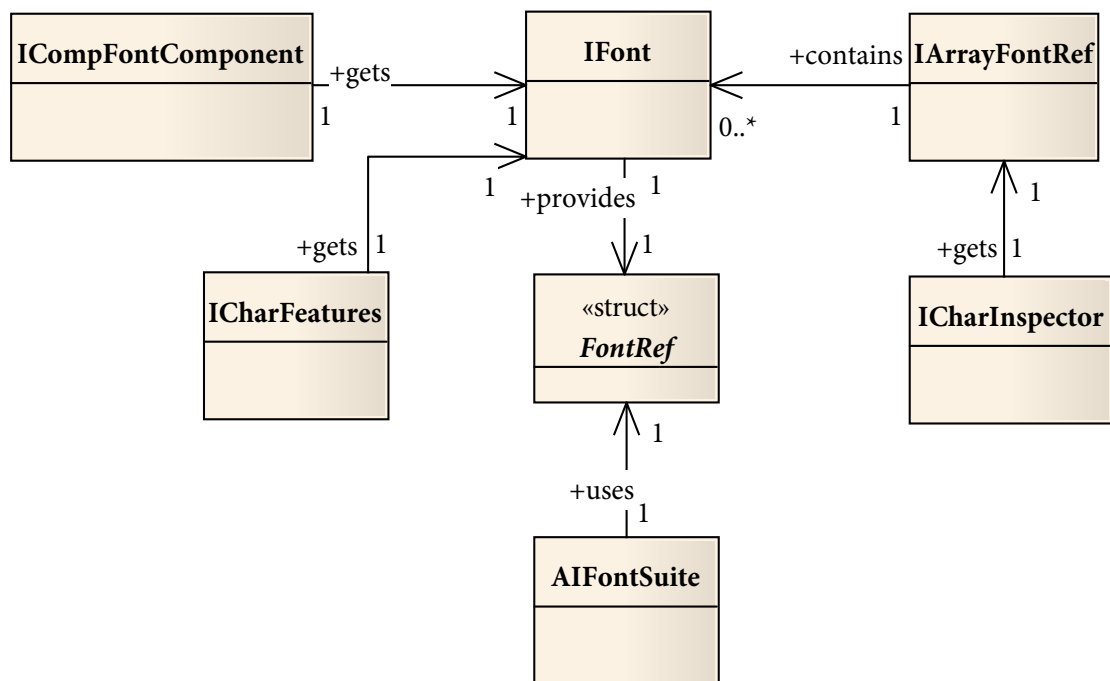 ICompFontComponent
+gets
1
1
IFont
+contains
IArrayFontRef
0..*
1
1
+gets
1
ICharFeatures
+provides
1
1
«struct»
FontRef
1
+gets
1
ICharInspector
1
+uses
1
AIFontSuite